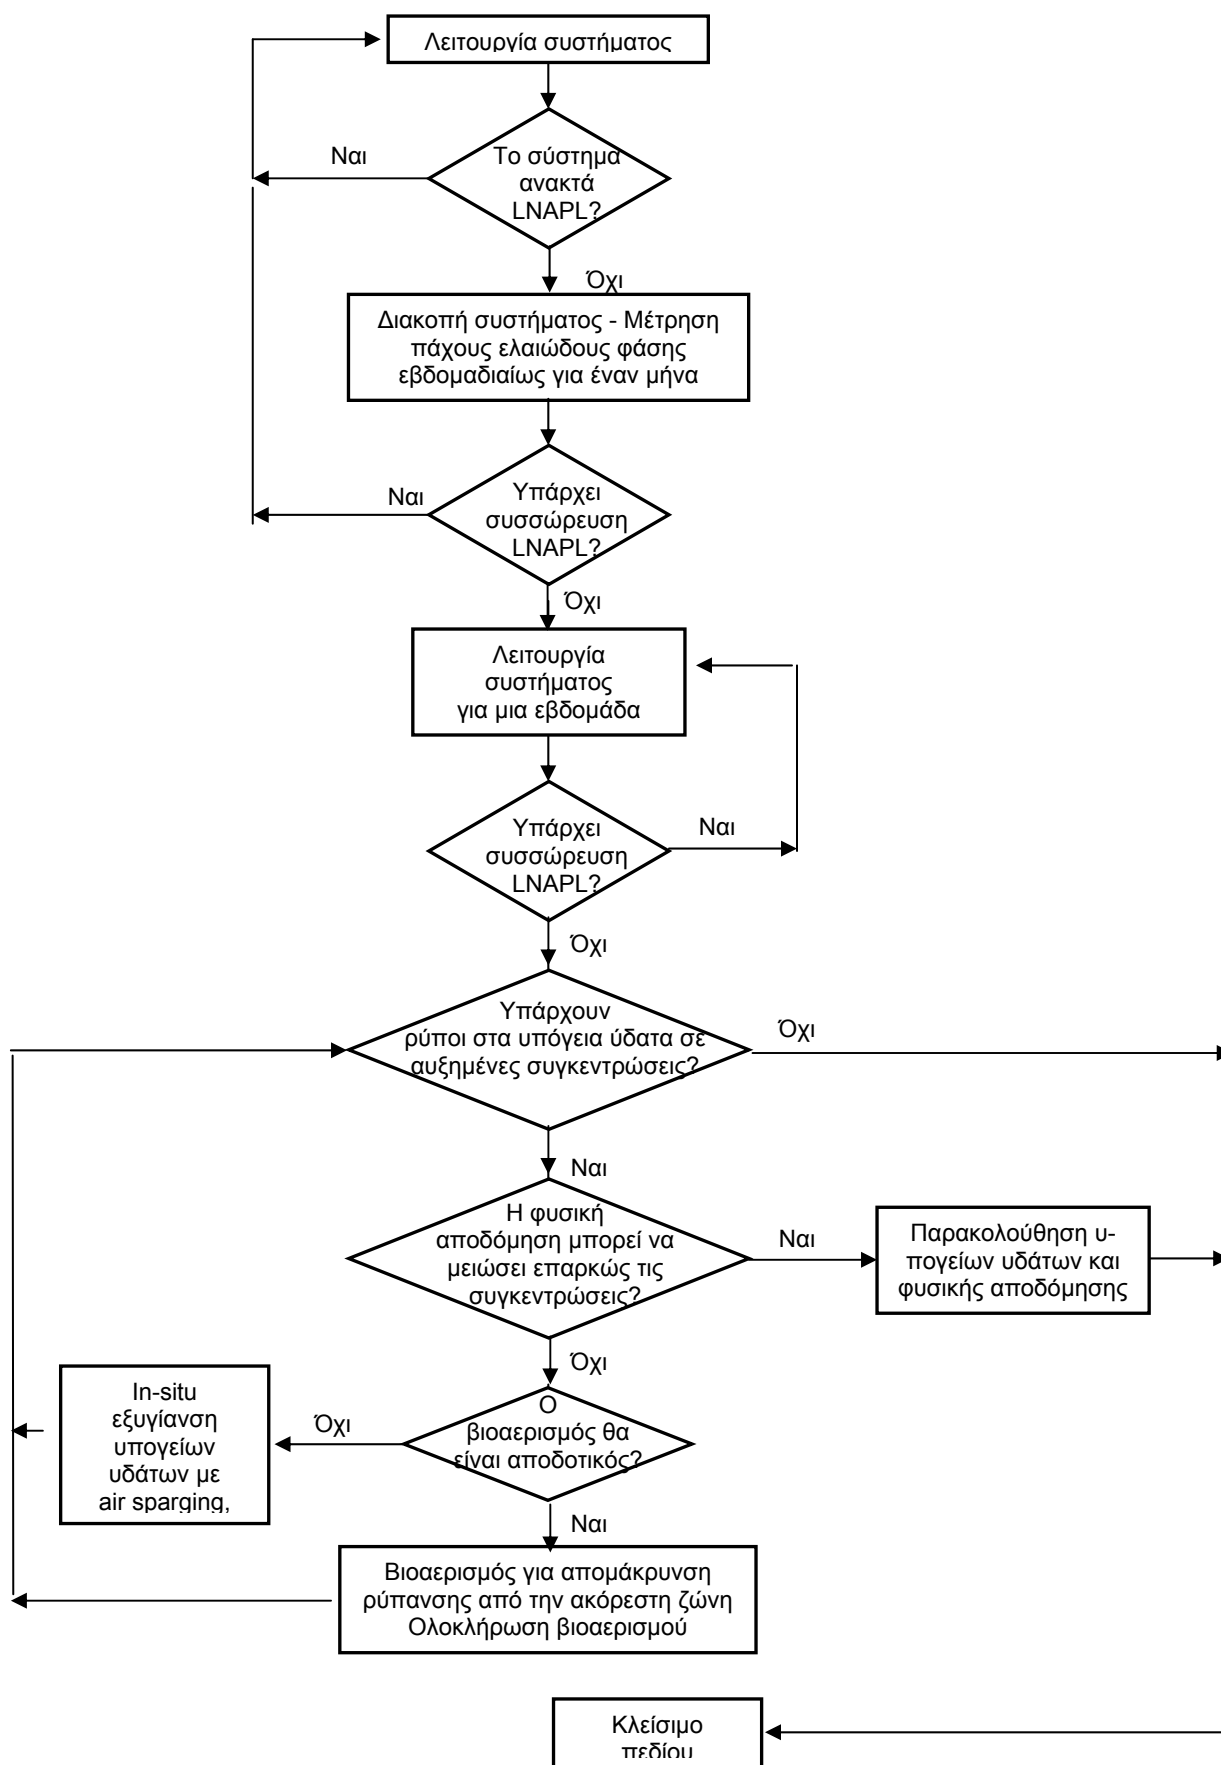 Λειτουργία συστήματος
Ναι
Το σύστημα
ανακτά
LNAPL?
Όχι
Διακοπή συστήματος - Μέτρηση
πάχους ελαιώδους φάσης
εβδομαδιαίως για έναν μήνα
Ναι
Υπάρχει
συσσώρευση
LNAPL?
Όχι
Λειτουργία
συστήματος
για μια εβδομάδα
Υπάρχει
συσσώρευση
LNAPL?
Ναι
Όχι
Υπάρχουν
ρύποι στα υπόγεια ύδατα σε
αυξημένες συγκεντρώσεις?
Όχι
Ναι
Η φυσική
αποδόμηση μπορεί να
μειώσει επαρκώς τις
συγκεντρώσεις?
Ναι
Παρακολούθηση υ-
πογείων υδάτων και
φυσικής αποδόμησης
Όχι
Ο
βιοαερισμός θα
είναι αποδοτικός?
Όχι
In-situ
εξυγίανση
υπογείων
υδάτων με
air sparging,
Ναι
Βιοαερισμός για απομάκρυνση
ρύπανσης από την ακόρεστη ζώνη
Ολοκλήρωση βιοαερισμού
Κλείσιμο
πεδίου